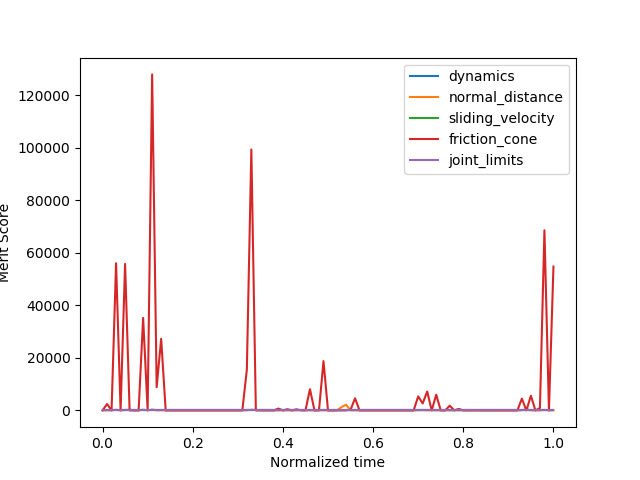 dynamics
normal_distance
sliding_velocity
friction_cone
joint_limits
120000
100000
80000
60000
40000
20000
0
Merit Score
0.0 0.2 0.4 0.6 0.8 1.0
Normalized time